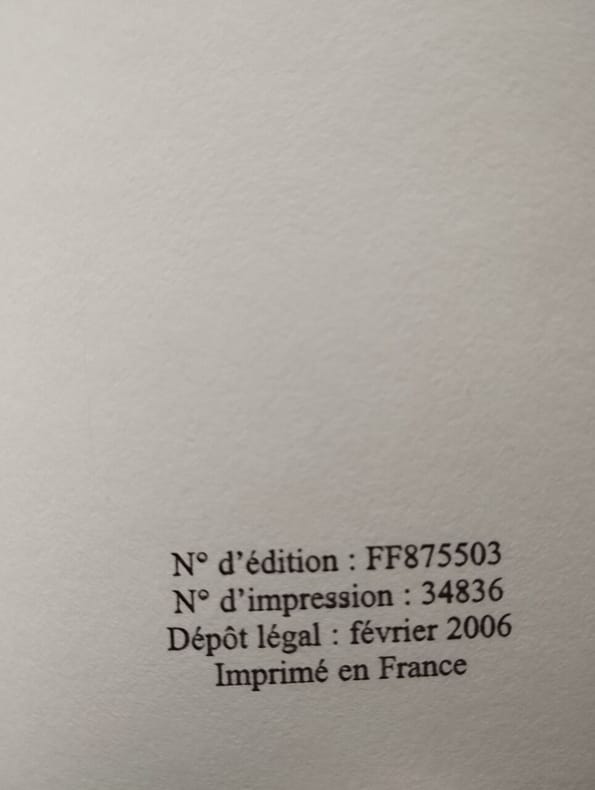 N° d’édition : FF875503
N° d’impression : 34836
Dépôt légal : février 2006
Imprimé en France